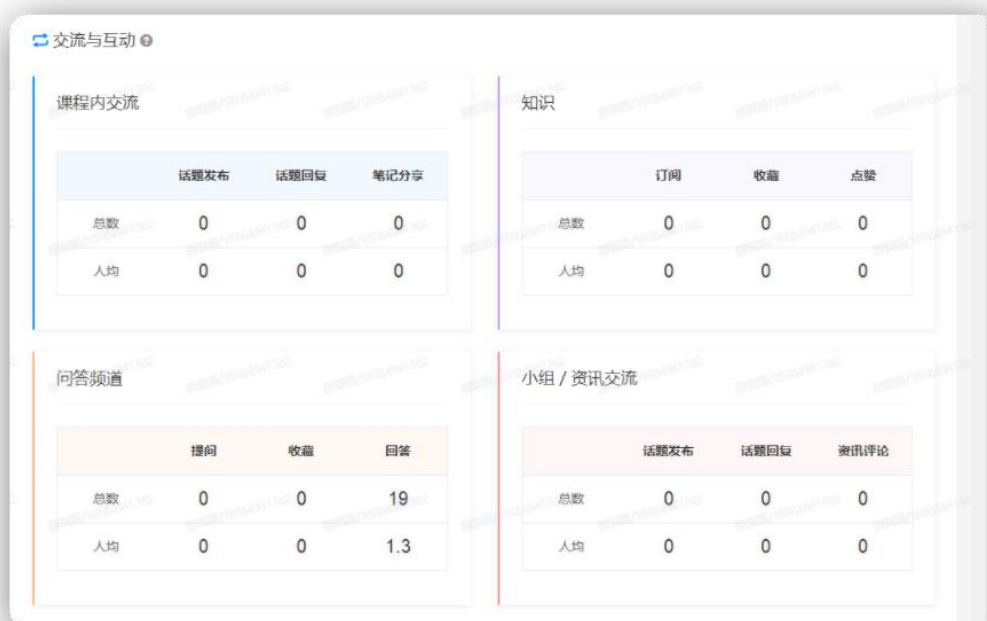 交流与互动
课程内交流
话题发布 话题回复 笔记分享
总数 0 0 0
人均 0 0 0
知识
订阅 收藏 点赞
总数 0 0 0
人均 0 0 0
问答频道
提问 收藏 回答
总数 0 0 19
人均 0 0 1.3
小组 / 资讯交流
话题发布 话题回复 资讯评论
总数 0 0 0
人均 0 0 0